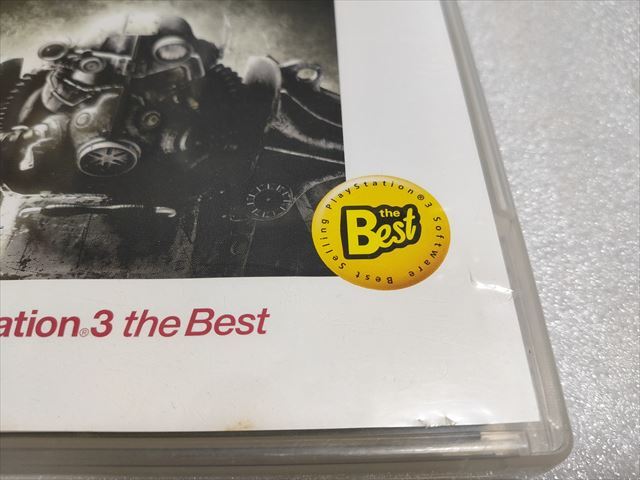 Best Selling PlayStation®3 Software
the
Best
ation®3 the Best